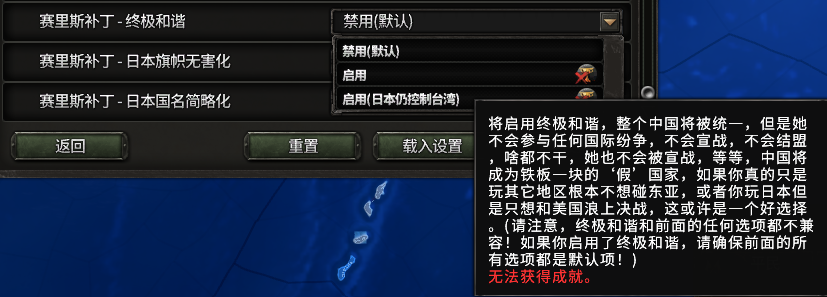 赛里斯补丁 - 终极和谐
禁用(默认)
禁用(默认)
赛里斯补丁 - 日本旗帜无害化
启用
赛里斯补丁 - 日本国名简略化
启用(日本仍控制台湾)
返回
重置
载入设置
将启用终极和谐，整个中国将被统一，但是她
不会参与任何国际纷争，不会宣战，不会结盟
，啥都不干，她也不会被宣战，等等，中国将
成为铁板一块的‘假’国家，如果你真的只是
玩其它地区根本不想碰东亚，或者你玩日本但
是只想和美国浪上决战，这或许是一个好选择
。(请注意，终极和谐和前面的任何选项都不兼
容！如果你启用了终极和谐，请确保前面的所
有选项都是默认项！)
无法获得成就。